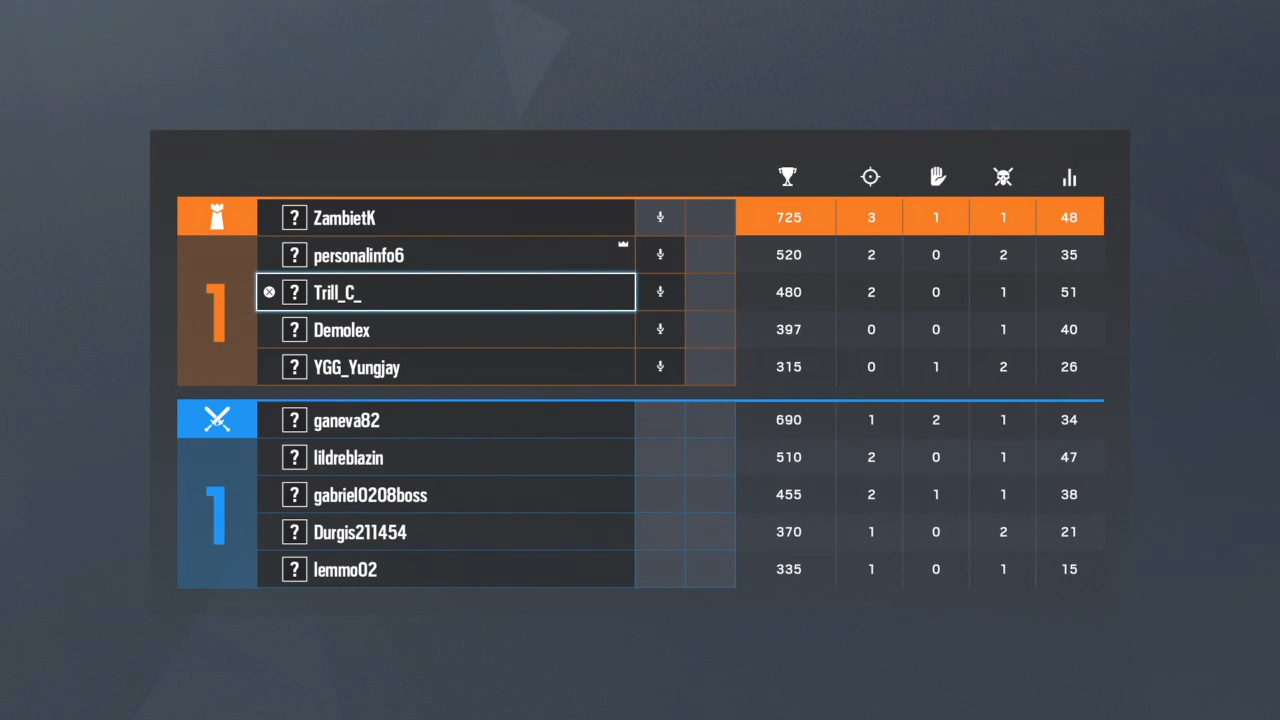 ? ZambietK 725 3 1 1 48
? personalinfo6 520 2 0 2 35
1
? Trill_C_ 480 2 0 1 51
? Demolex 397 0 0 1 40
? YGG_Yungjay 315 0 1 2 26
? ganeva82 690 1 2 1 34
? lildreblazin 510 2 0 1 47
1
? gabriel0208boss 455 2 1 1 38
? Durgis211454 370 1 0 2 21
? lemmo02 335 1 0 1 15